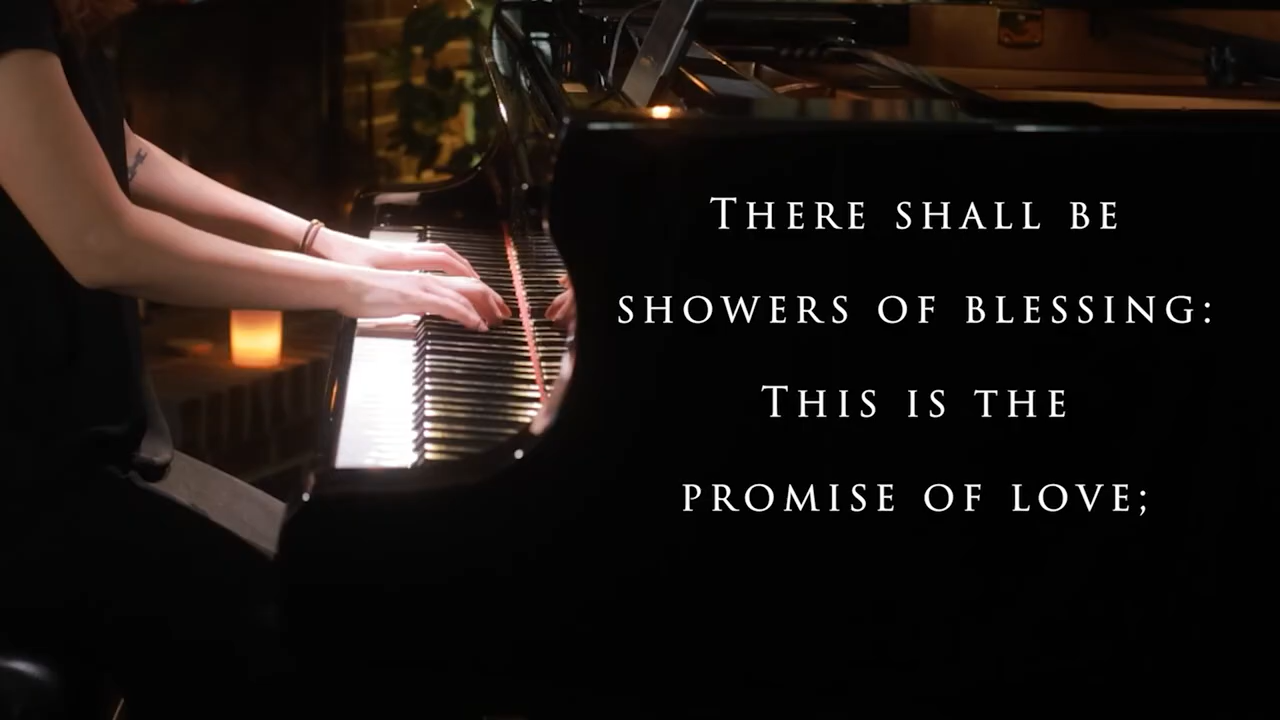 There shall be
showers of blessing:
This is the
promise of love;